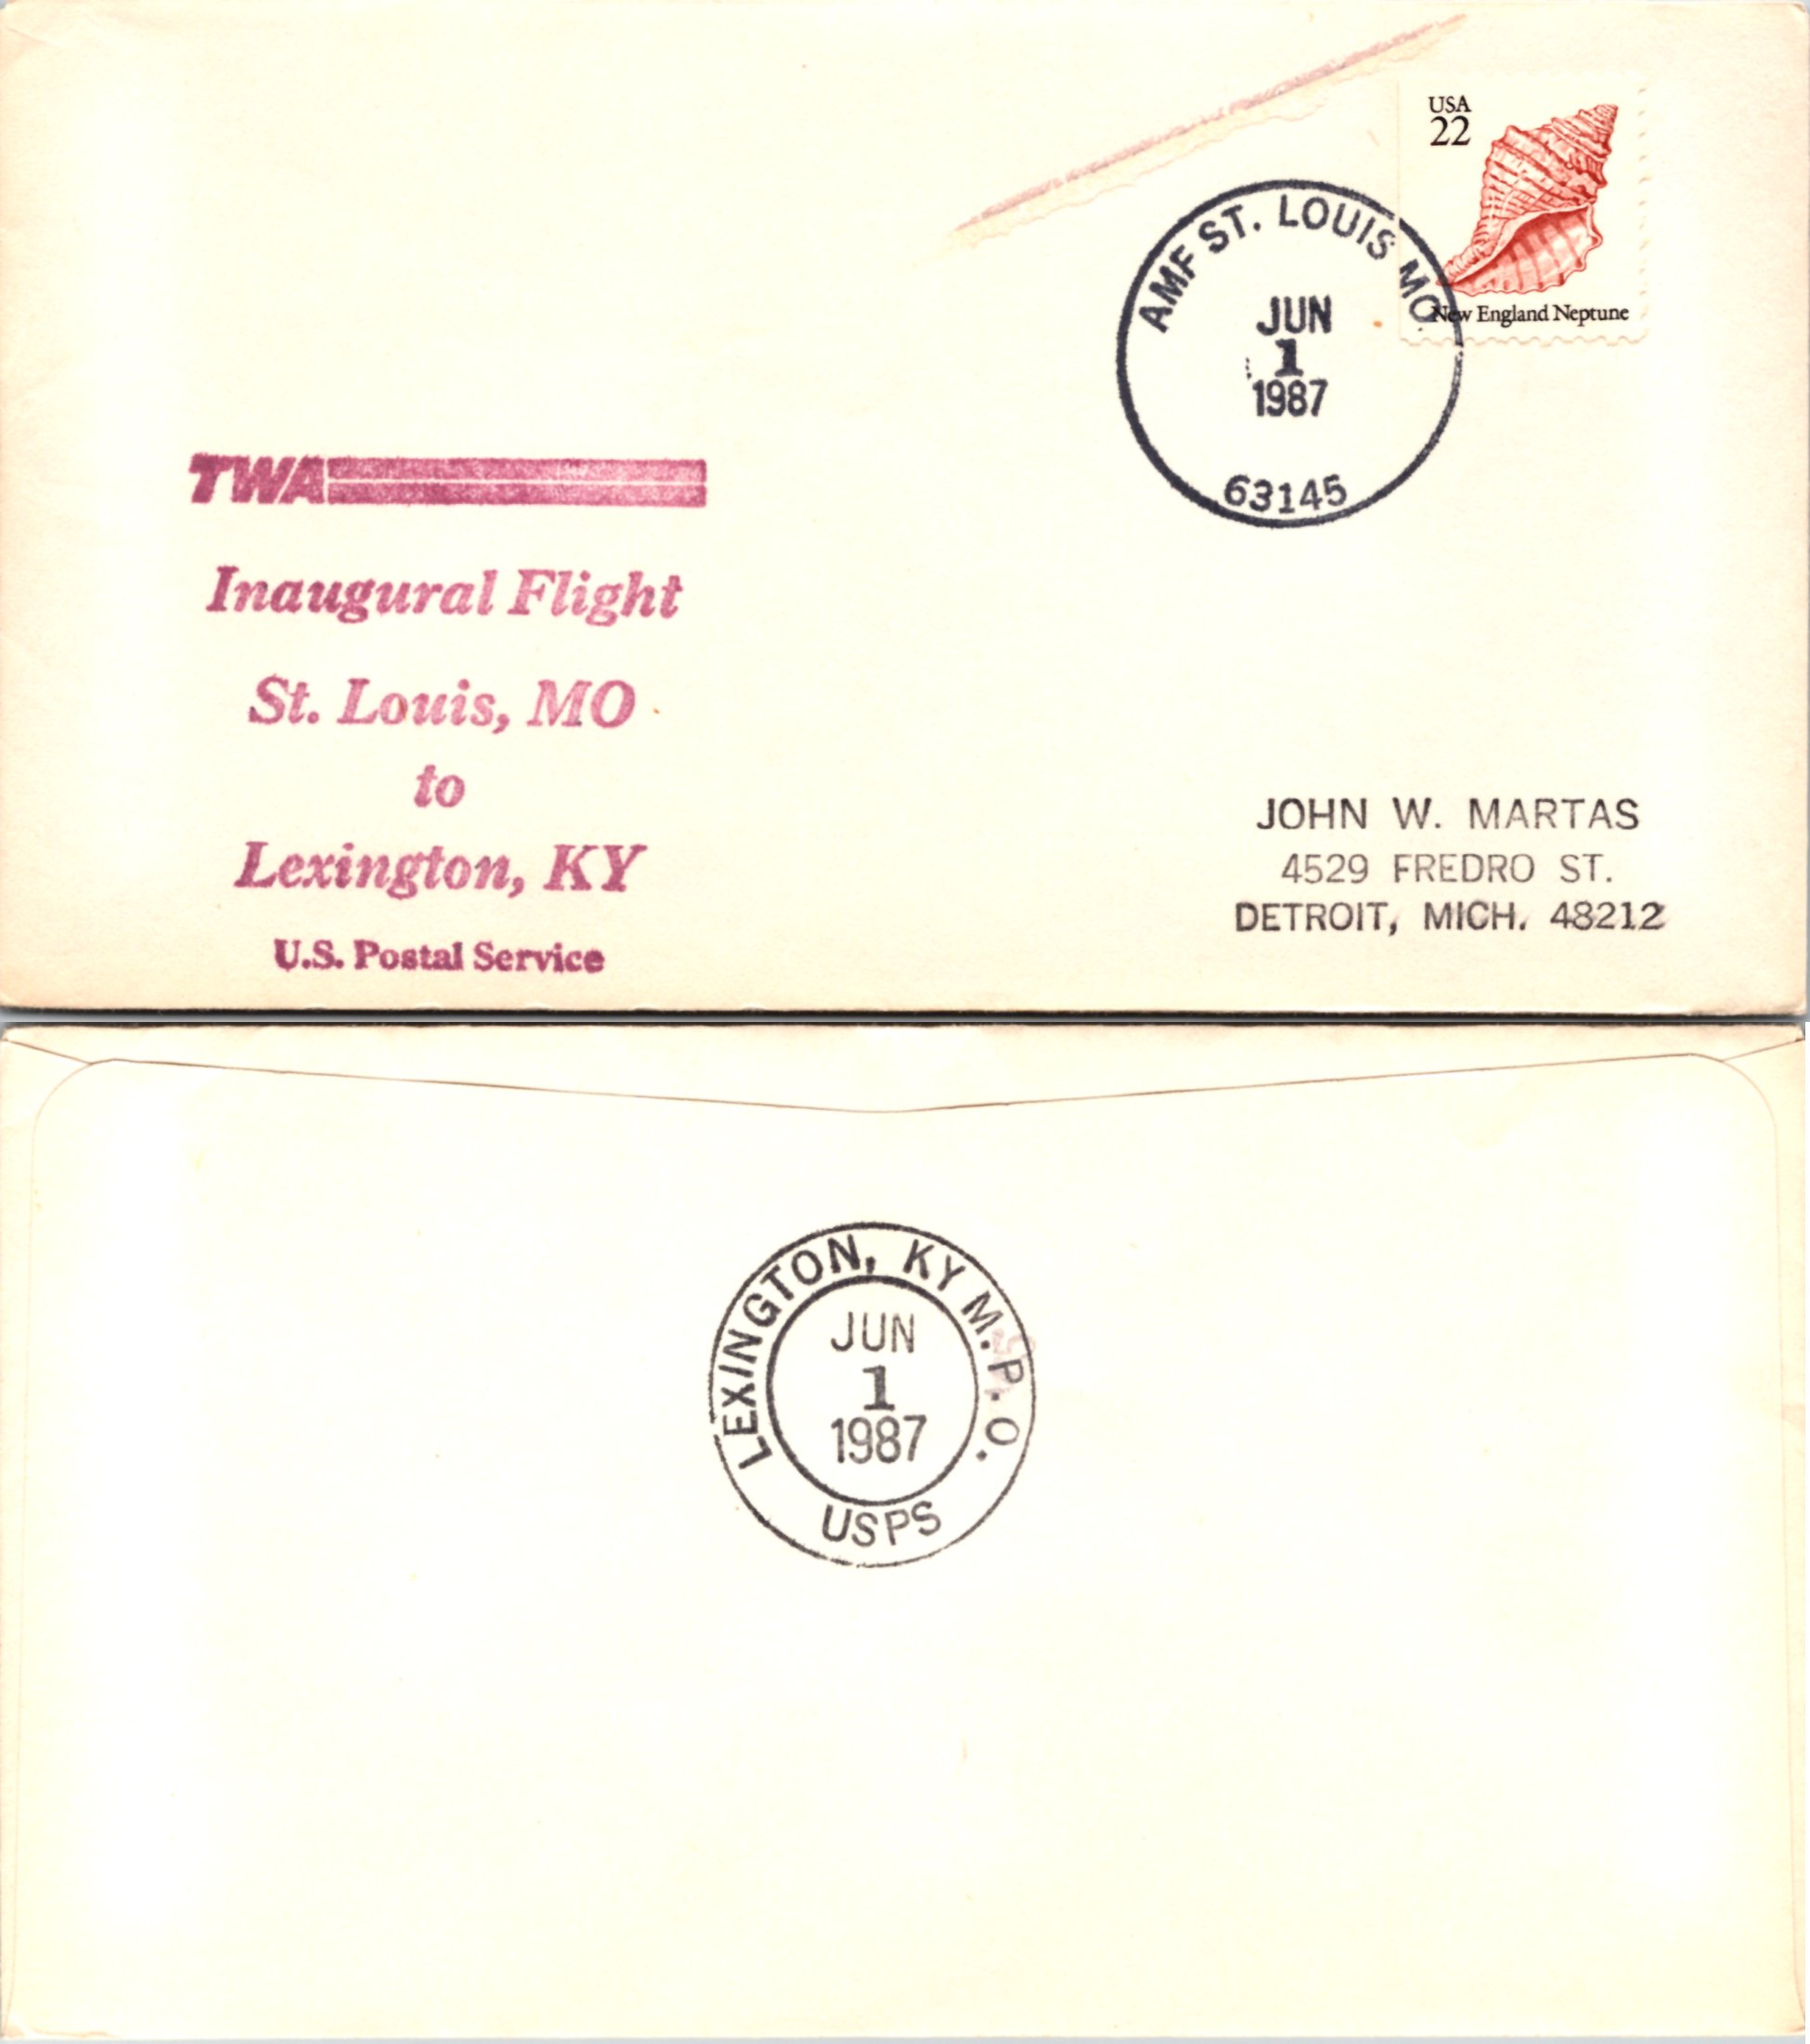 USA
22
New England Neptune
AMF ST. LOUIS MO
JUN
1
1987
63145
TWA
Inaugural Flight
St. Louis, MO
to
Lexington, KY
U.S. Postal Service
JOHN W. MARTAS
4529 FREDRO ST.
DETROIT, MICH. 48212
LEXINGTON, KY M.P.O.
JUN
1
1987
USPS